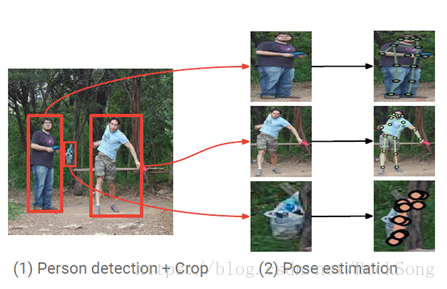 (1) Person detection + Crop
(2) Pose estimation